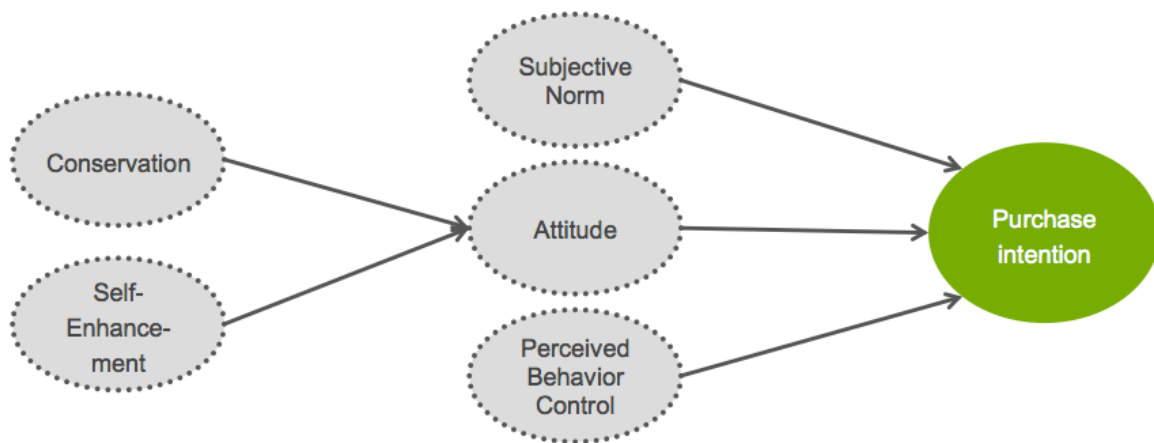 Subjective
Norm
Conservation
Attitude
Purchase
intention
Self-
Enhance-
ment
Perceived
Behavior
Control